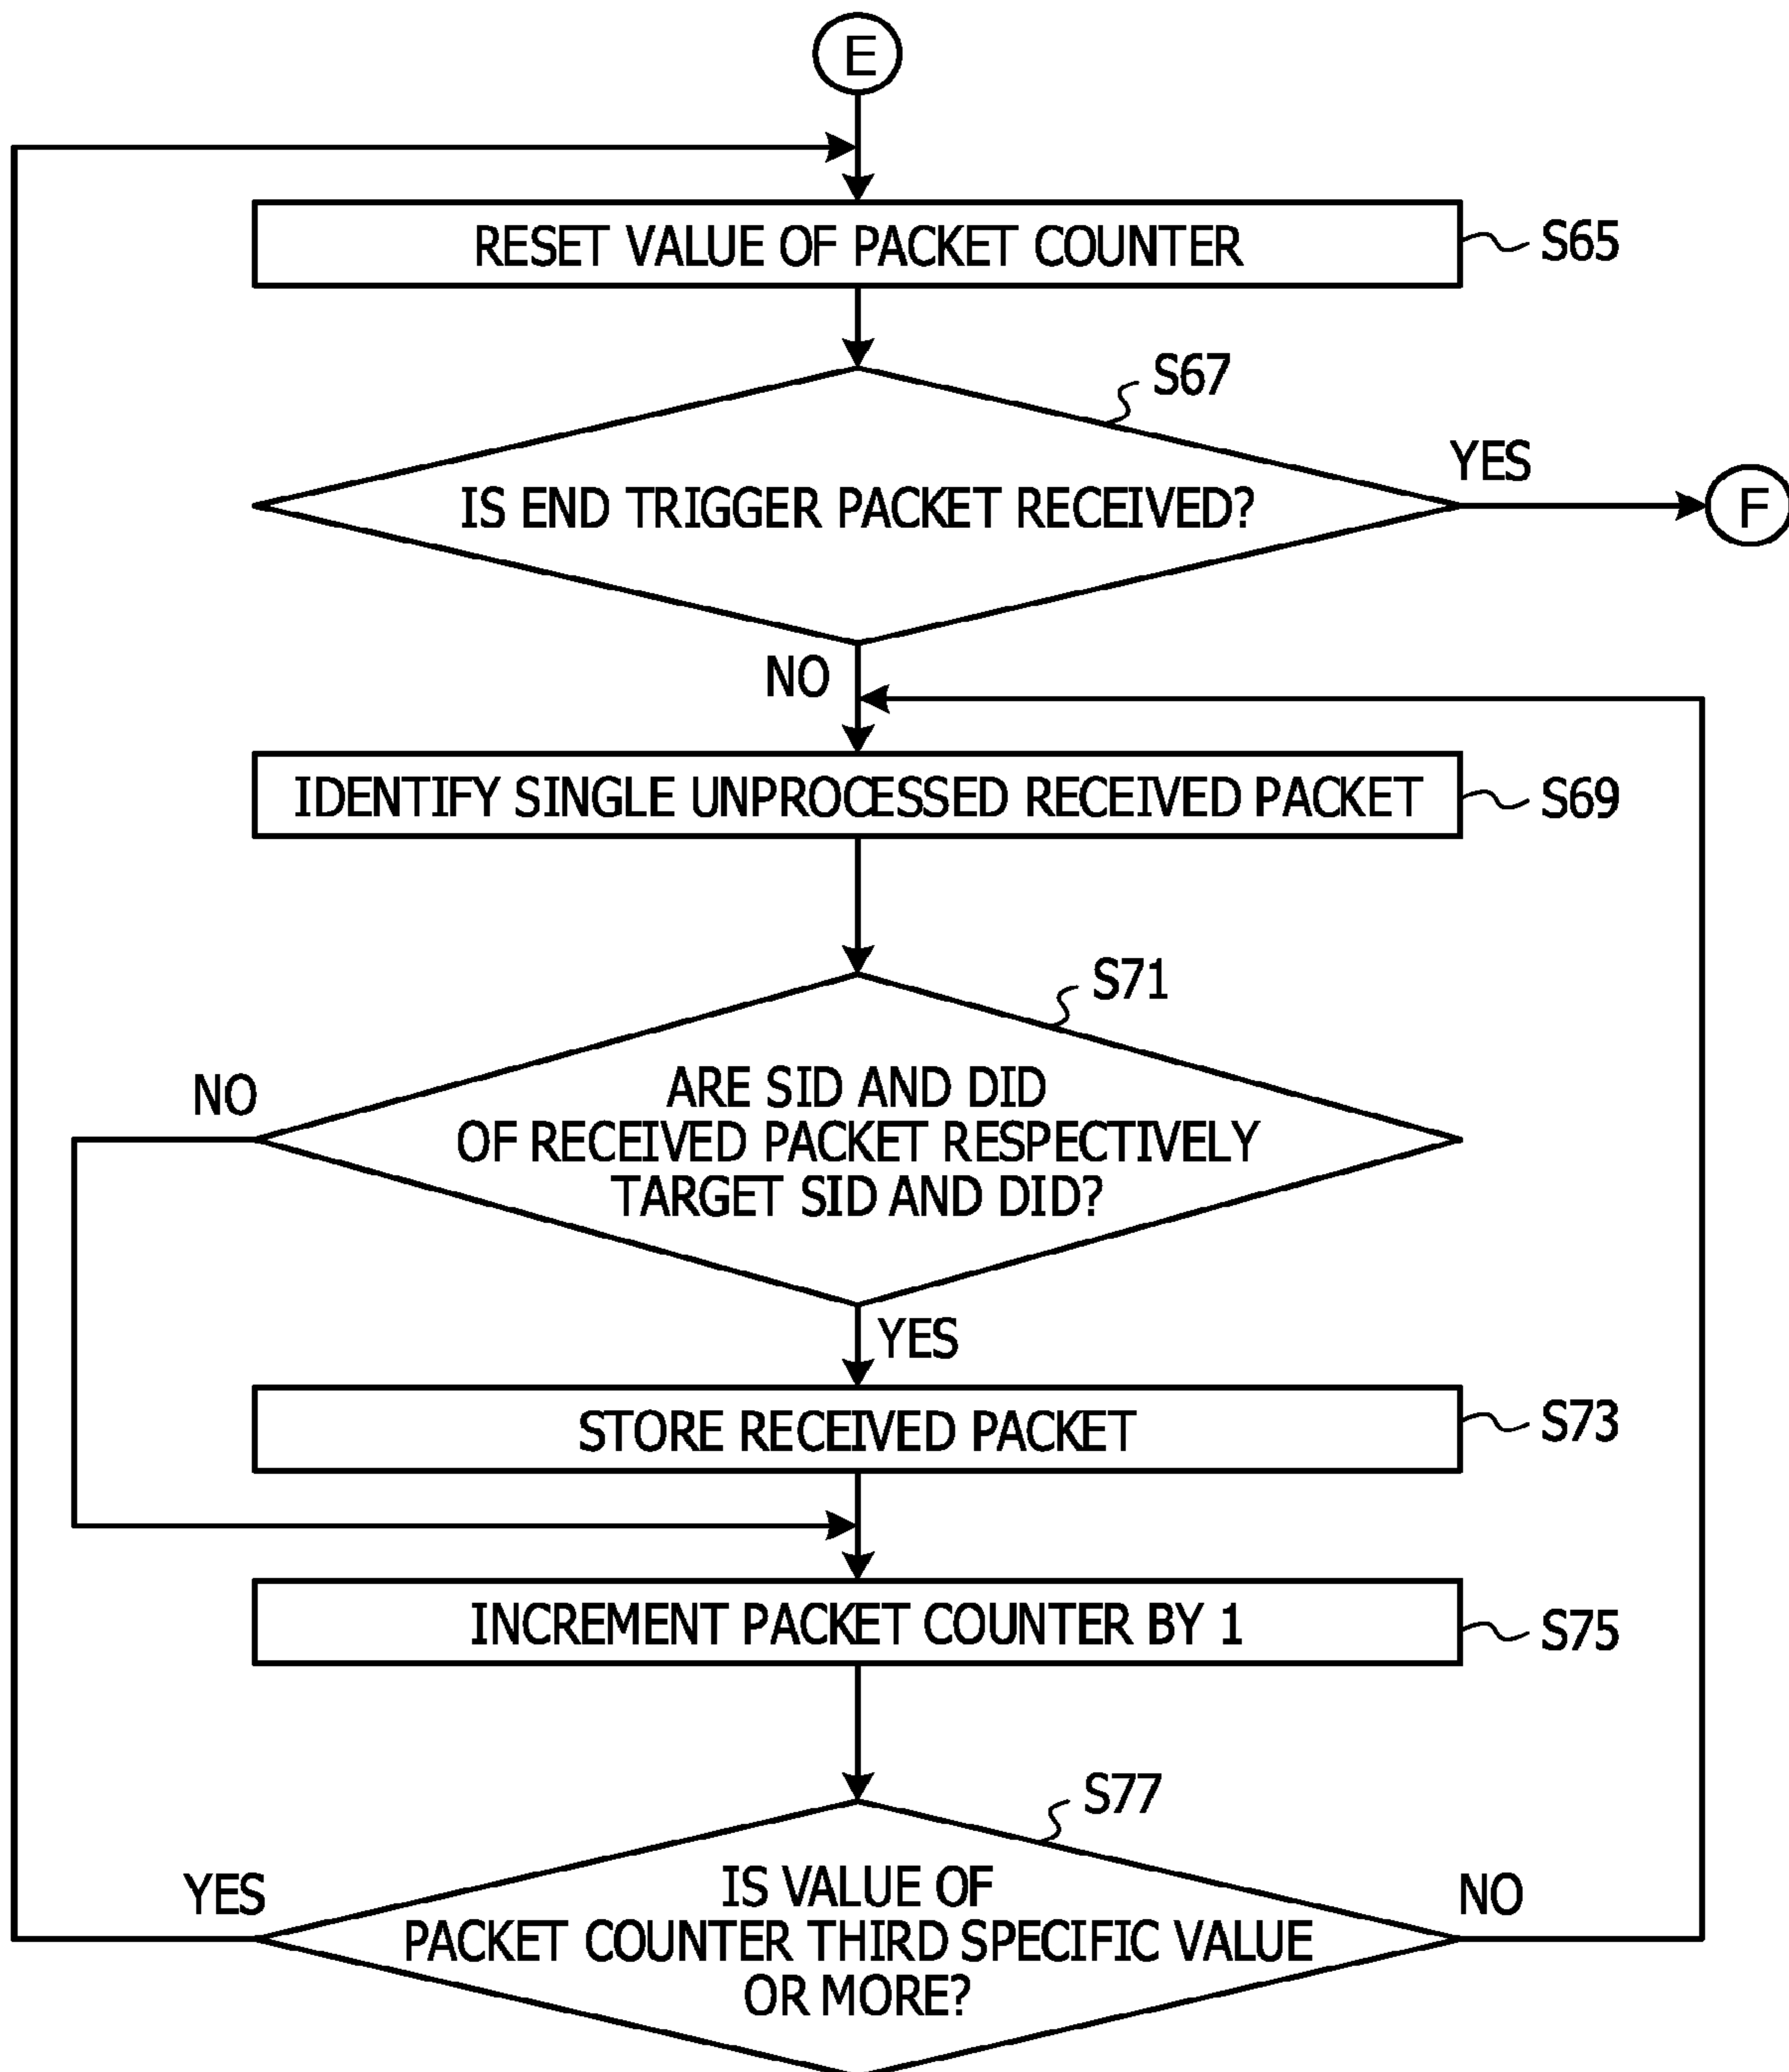 E
RESET VALUE OF PACKET COUNTER
S65
S67
IS END TRIGGER PACKET RECEIVED?
YES
F
NO
IDENTIFY SINGLE UNPROCESSED RECEIVED PACKET
S69
S71
NO
ARE SID AND DID
OF RECEIVED PACKET RESPECTIVELY
TARGET SID AND DID?
YES
STORE RECEIVED PACKET
S73
INCREMENT PACKET COUNTER BY 1
S75
S77
YES
IS VALUE OF
PACKET COUNTER THIRD SPECIFIC VALUE
OR MORE?
NO